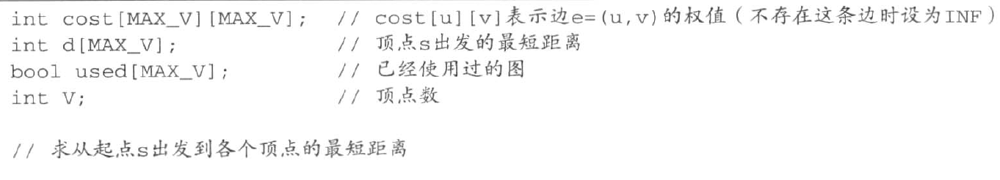 int cost[MAX_V][MAX_V];  // cost[u][v]表示边e=(u,v)的权值（不存在这条边时设为INF）
int d[MAX_V];            // 顶点s出发的最短距离
bool used[MAX_V];        // 已经使用过的图
int V;                   // 顶点数
// 求从起点s出发到各个顶点的最短距离